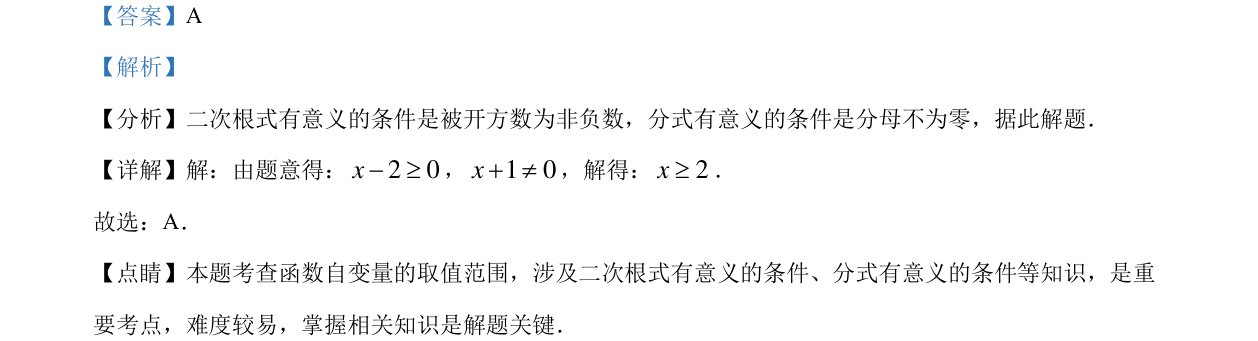 【答案】A
【解析】
【分析】二次根式有意义的条件是被开方数为非负数，分式有意义的条件是分母不为零，据此解题．
【详解】解：由题意得：x−2≥0，x+1≠0，解得：x≥2．
故选：A．
【点睛】本题考查函数自变量的取值范围，涉及二次根式有意义的条件、分式有意义的条件等知识，是重
要考点，难度较易，掌握相关知识是解题关键．